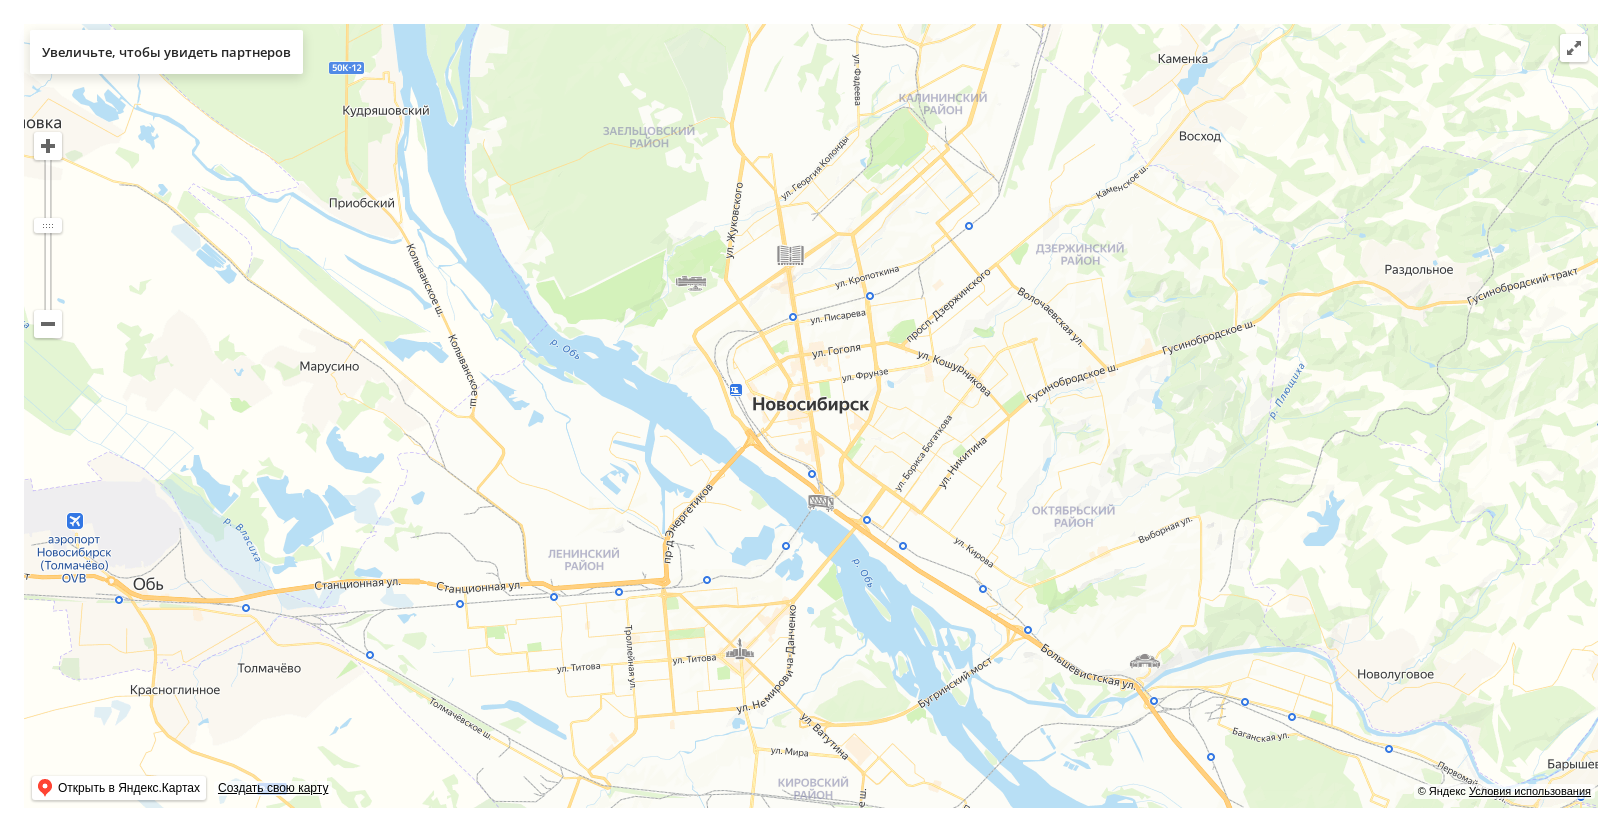 Увеличьте, чтобы увидеть партнеров
50К-12
Каменка
ул. Фадеева
КАЛИНИНСКИЙ
РАЙОН
Кудряшовский
ЗАЕЛЬЦОВСКИЙ
РАЙОН
Восход
ул. Георгия Колонды
Каменское ш.
ул. Жуковского
Приобский
Колыванское ш.
ДЗЕРЖИНСКИЙ
РАЙОН
Раздольное
Гусинобродский тракт
ул. Кропоткина
просп. Дзержинского
Волочаевская ул.
ул. Писарева
Гусинобродское ш.
р. Обь
ул. Гоголя
ул. Кошурникова
Марусино
Колыванское ш.
ул. Фрунзе
Гусинобродское ш.
р. Плющиха
Новосибирск
ул. Бориса Богаткова
ул. Никитина
пр-д Энергетиков
ОКТЯБРЬСКИЙ
РАЙОН
Выборная ул.
р. Власиха
аэропорт
Новосибирск
(Толмачёво)
OVB
ЛЕНИНСКИЙ
РАЙОН
ул. Кирова
р. Обь
Обь
Станционная ул.
Станционная ул.
Троллейная ул.
ул. Немировича-Данченко
ул. Титова
ул. Титова
Большевистская ул.
Бугринский мост
Толмачёво
Новолуговое
Красноглинное
Толмачёвское ш.
ул. Ватутина
ул. Мира
Баганская ул.
КИРОВСКИЙ
РАЙОН
Открыть в Яндекс.Картах
Создать свою карту
© Яндекс Условия использования